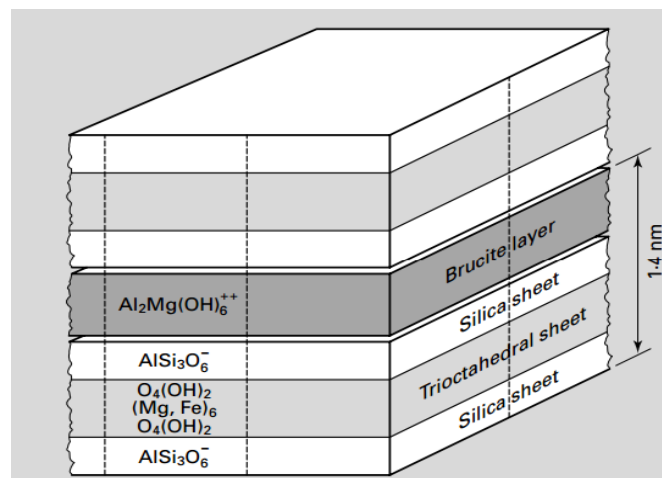 Al₂Mg(OH)₆⁺⁺
Brucite layer
1·4 nm
AlSi₃O₆⁻
Silica sheet
O₄(OH)₂
(Mg, Fe)₆
O₄(OH)₂
Trioctahedral sheet
AlSi₃O₆⁻
Silica sheet